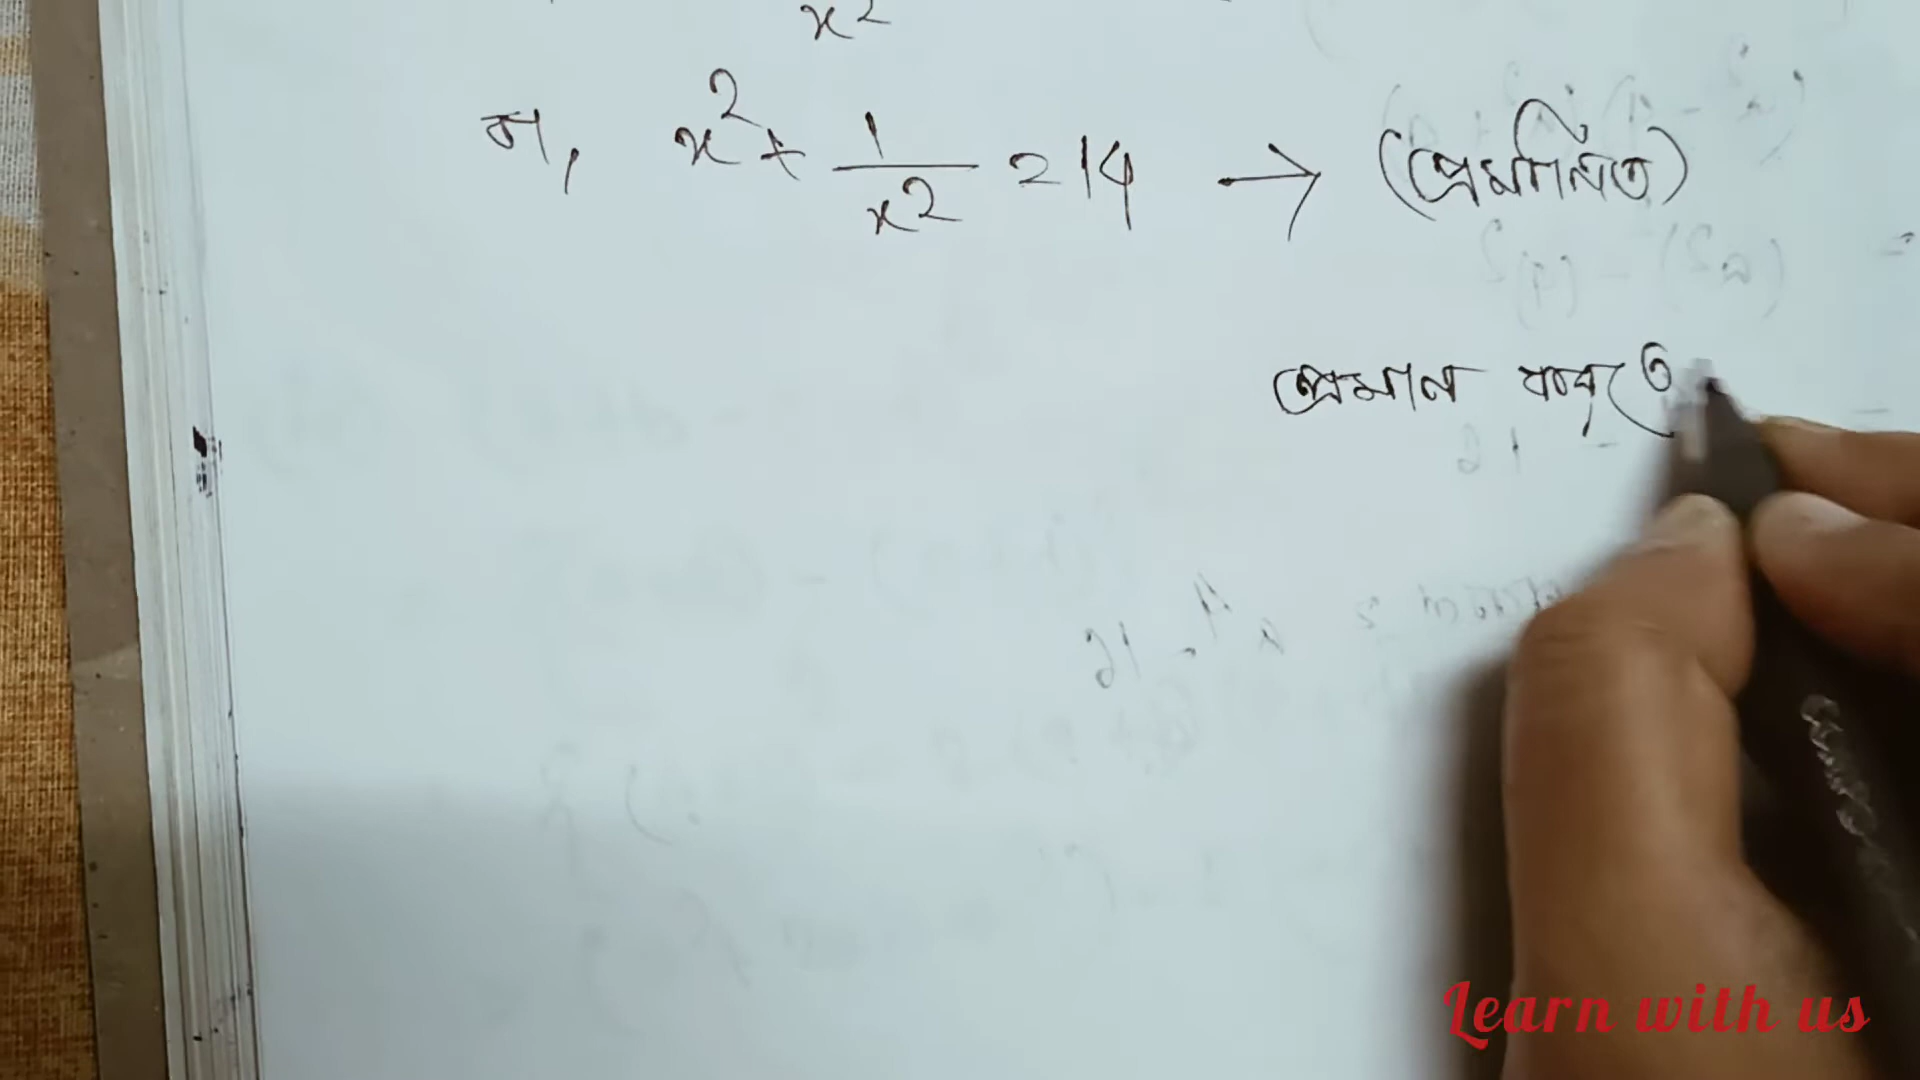 x²
বা, x² + 1/x² = 14 → (প্রমানিত)
প্রমান করতে
Learn with us